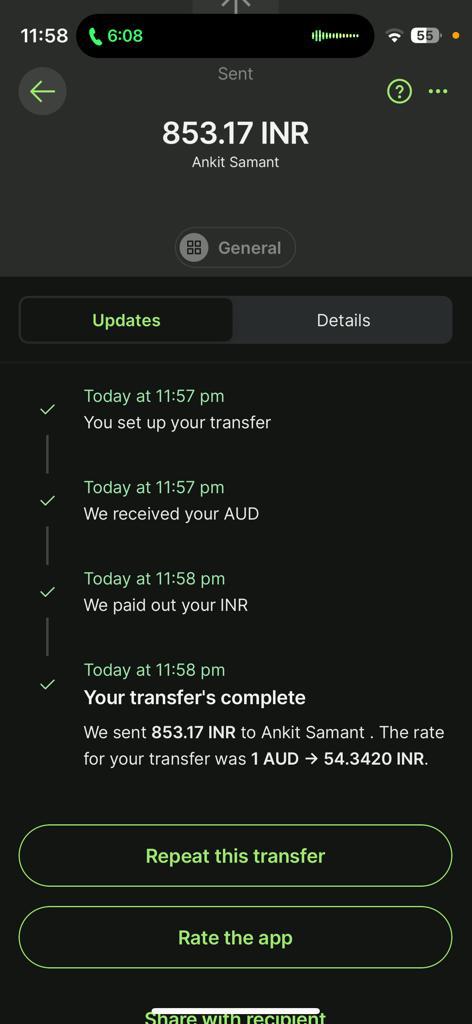 11:58 6:08 55
Sent
853.17 INR
Ankit Samant
General
Updates Details
Today at 11:57 pm
You set up your transfer
Today at 11:57 pm
We received your AUD
Today at 11:58 pm
We paid out your INR
Today at 11:58 pm
Your transfer's complete
We sent 853.17 INR to Ankit Samant . The rate
for your transfer was 1 AUD → 54.3420 INR.
Repeat this transfer
Rate the app
Share with recipient